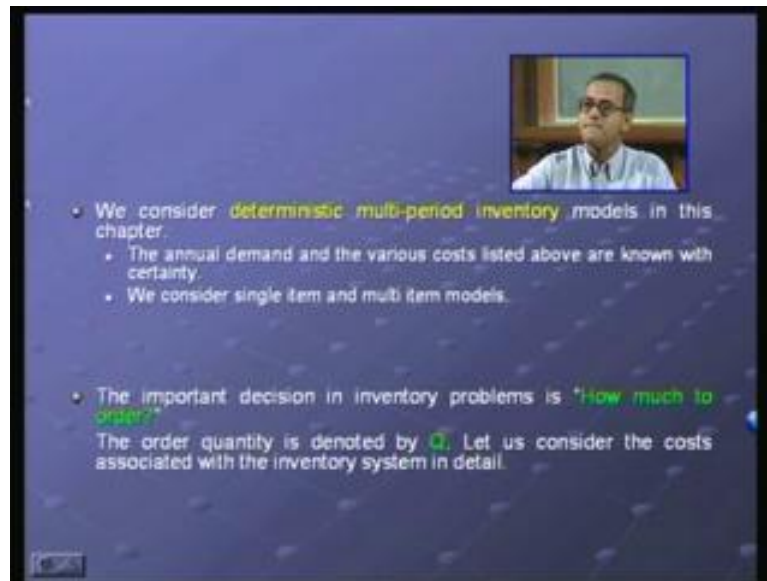 We consider deterministic multi-period inventory models in this
chapter.
The annual demand and the various costs listed above are known with
certainty.
We consider single item and multi item models.
The important decision in inventory problems is "How much to
order?"
The order quantity is denoted by Q. Let us consider the costs
associated with the inventory system in detail.